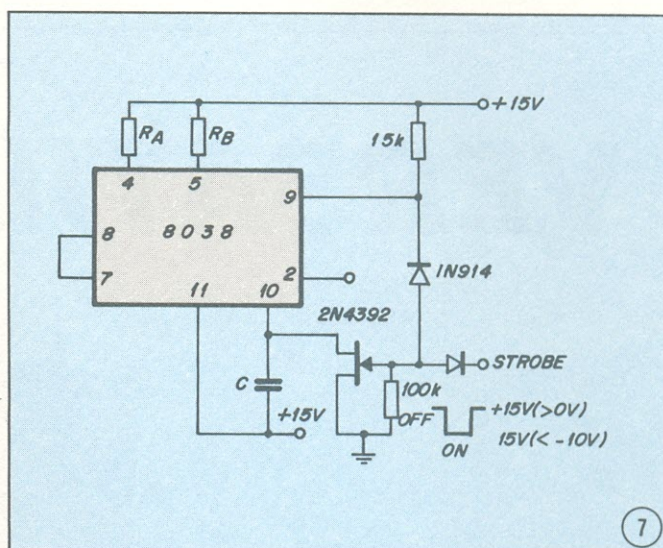 +15V
RA
RB
15k
4
5
9
8
8038
1N914
7
2
11
10
2N4392
STROBE
C
100k
+15V
OFF
+15V(>0V)
ON
15V(< -10V)
7